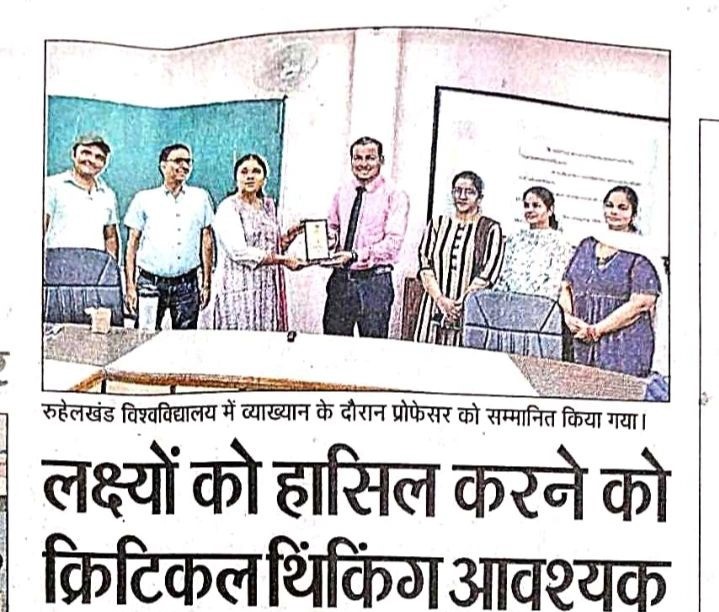 रुहेलखंड विश्वविद्यालय में व्याख्यान के दौरान प्रोफेसर को सम्मानित किया गया।
लक्ष्यों को हासिल करने को
क्रिटिकल थिंकिंग आवश्यक